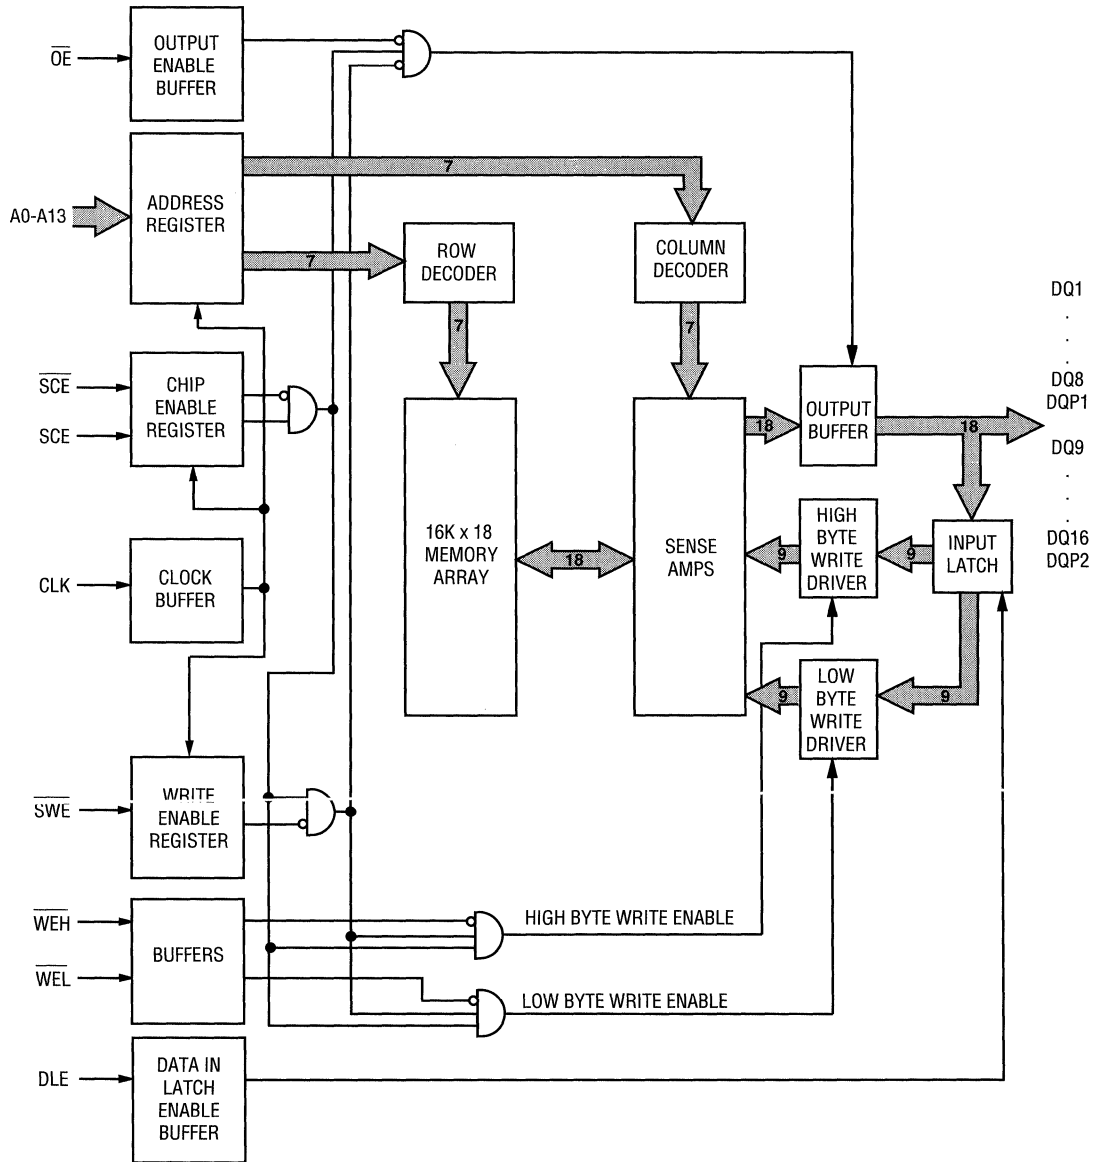 OE
OUTPUT
ENABLE
BUFFER
A0-A13
ADDRESS
REGISTER
7
7
ROW
DECODER
COLUMN
DECODER
7
7
SCE
SCE
CHIP
ENABLE
REGISTER
CLK
CLOCK
BUFFER
16K x 18
MEMORY
ARRAY
18
SENSE
AMPS
18
OUTPUT
BUFFER
18
DQ1
.
.
.
DQ8
DQP1
DQ9
.
.
.
DQ16
DQP2
9
HIGH
BYTE
WRITE
DRIVER
9
INPUT
LATCH
9
LOW
BYTE
WRITE
DRIVER
9
SWE
WRITE
ENABLE
REGISTER
WEH
WEL
BUFFERS
HIGH BYTE WRITE ENABLE
LOW BYTE WRITE ENABLE
DLE
DATA IN
LATCH
ENABLE
BUFFER